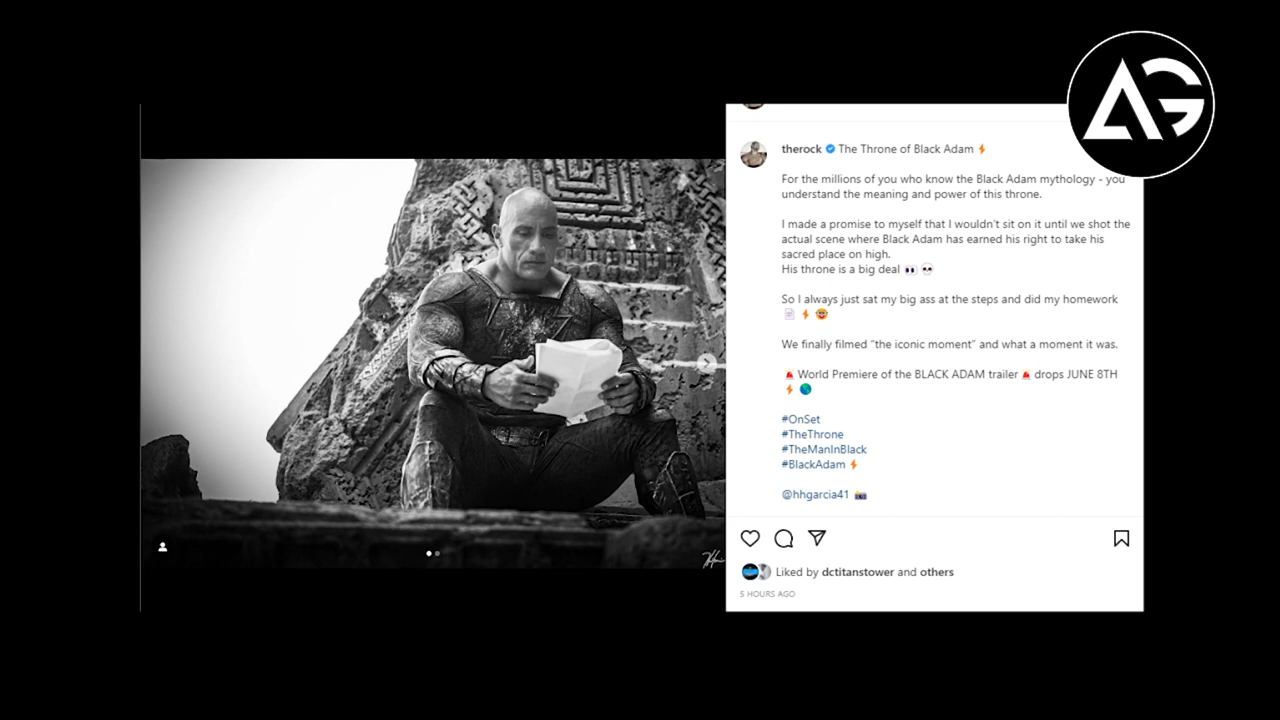 AG
therock The Throne of Black Adam ⚡
For the millions of you who know the Black Adam mythology - you
understand the meaning and power of this throne.
I made a promise to myself that I wouldn't sit on it until we shot the
actual scene where Black Adam has earned his right to take his
sacred place on high.
His throne is a big deal 👀 💀
So I always just sat my big ass at the steps and did my homework
📄 ⚡ 🤓
We finally filmed "the iconic moment" and what a moment it was.
🚨 World Premiere of the BLACK ADAM trailer 🚨 drops JUNE 8TH
⚡ 🌎
#OnSet
#TheThrone
#TheManInBlack
#BlackAdam ⚡
@hhgarcia41 📸
Liked by dctitanstower and others
5 HOURS AGO